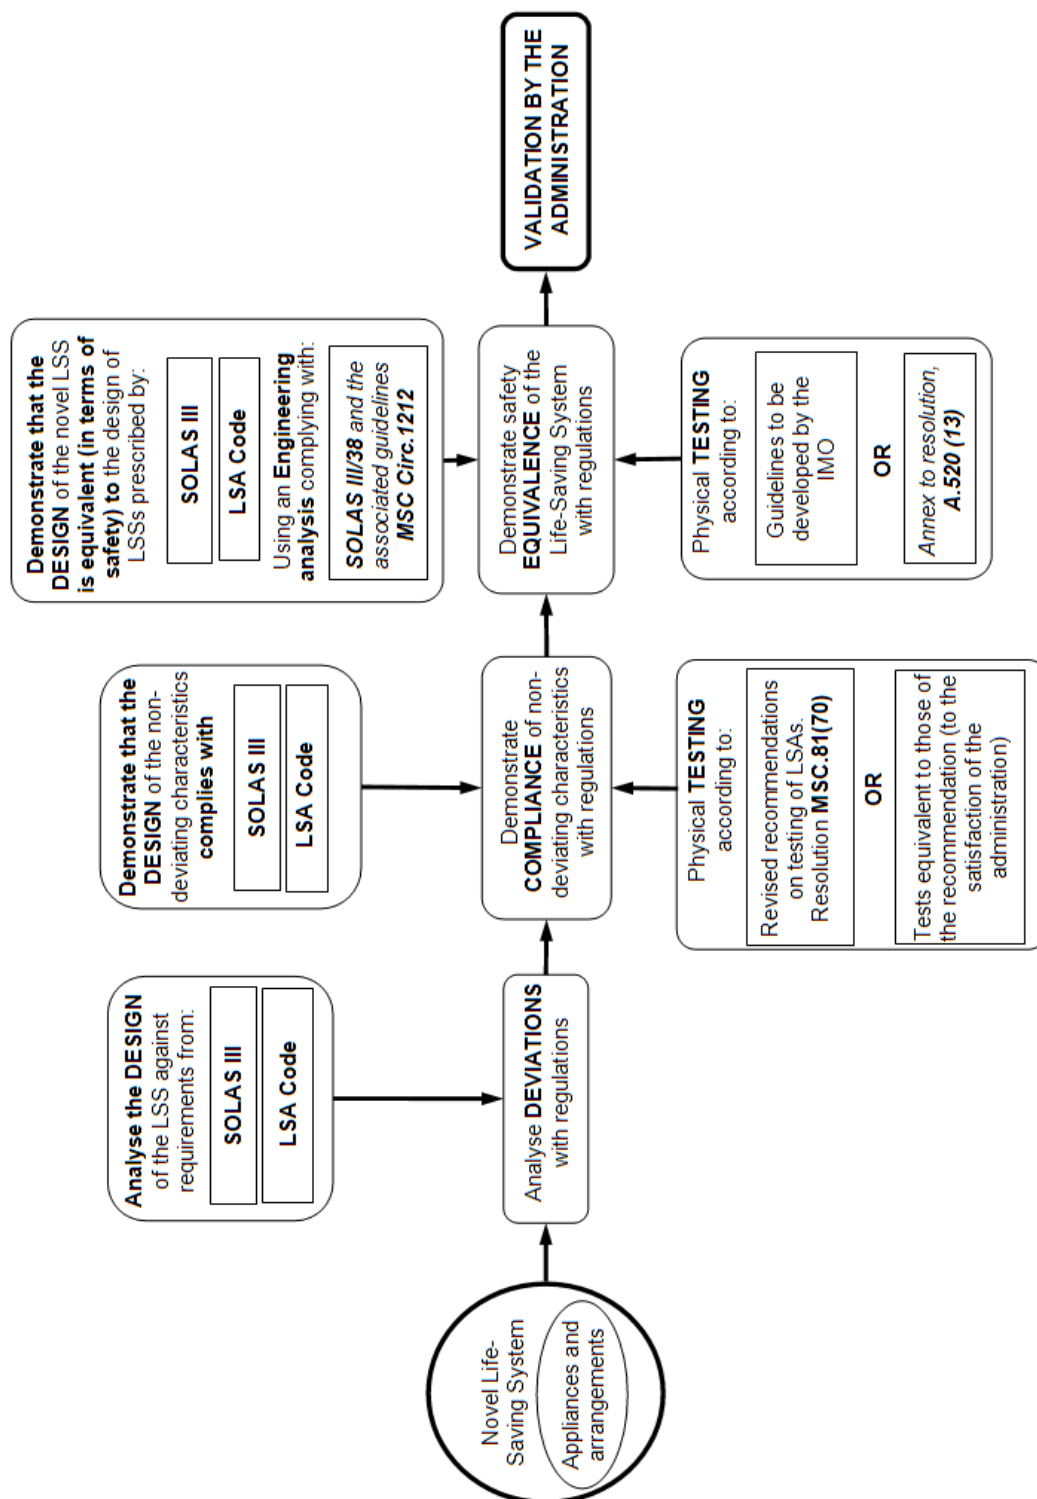 Novel Life-
Saving System
Appliances and
arrangements
Analyse the DESIGN
of the LSS against
requirements from:
SOLAS III
LSA Code
Analyse DEVIATIONS
with regulations
Demonstrate that the
DESIGN of the non-
deviating characteristics
complies with
SOLAS III
LSA Code
Demonstrate
COMPLIANCE of non-
deviating characteristics
with regulations
Physical TESTING
according to:
Revised recommendations
on testing of LSAs.
Resolution MSC.81(70)
OR
Tests equivalent to those of
the recommendation (to the
satisfaction of the
administration)
Demonstrate that the
DESIGN of the novel LSS
is equivalent (in terms of
safety) to the design of
LSSs prescribed by:
SOLAS III
LSA Code
Using an Engineering
analysis complying with:
SOLAS III/38 and the
associated guidelines
MSC Circ.1212
Demonstrate safety
EQUIVALENCE of the
Life-Saving System
with regulations
Physical TESTING
according to:
Guidelines to be
developed by the
IMO
OR
Annex to resolution,
A.520 (13)
VALIDATION BY THE
ADMINISTRATION